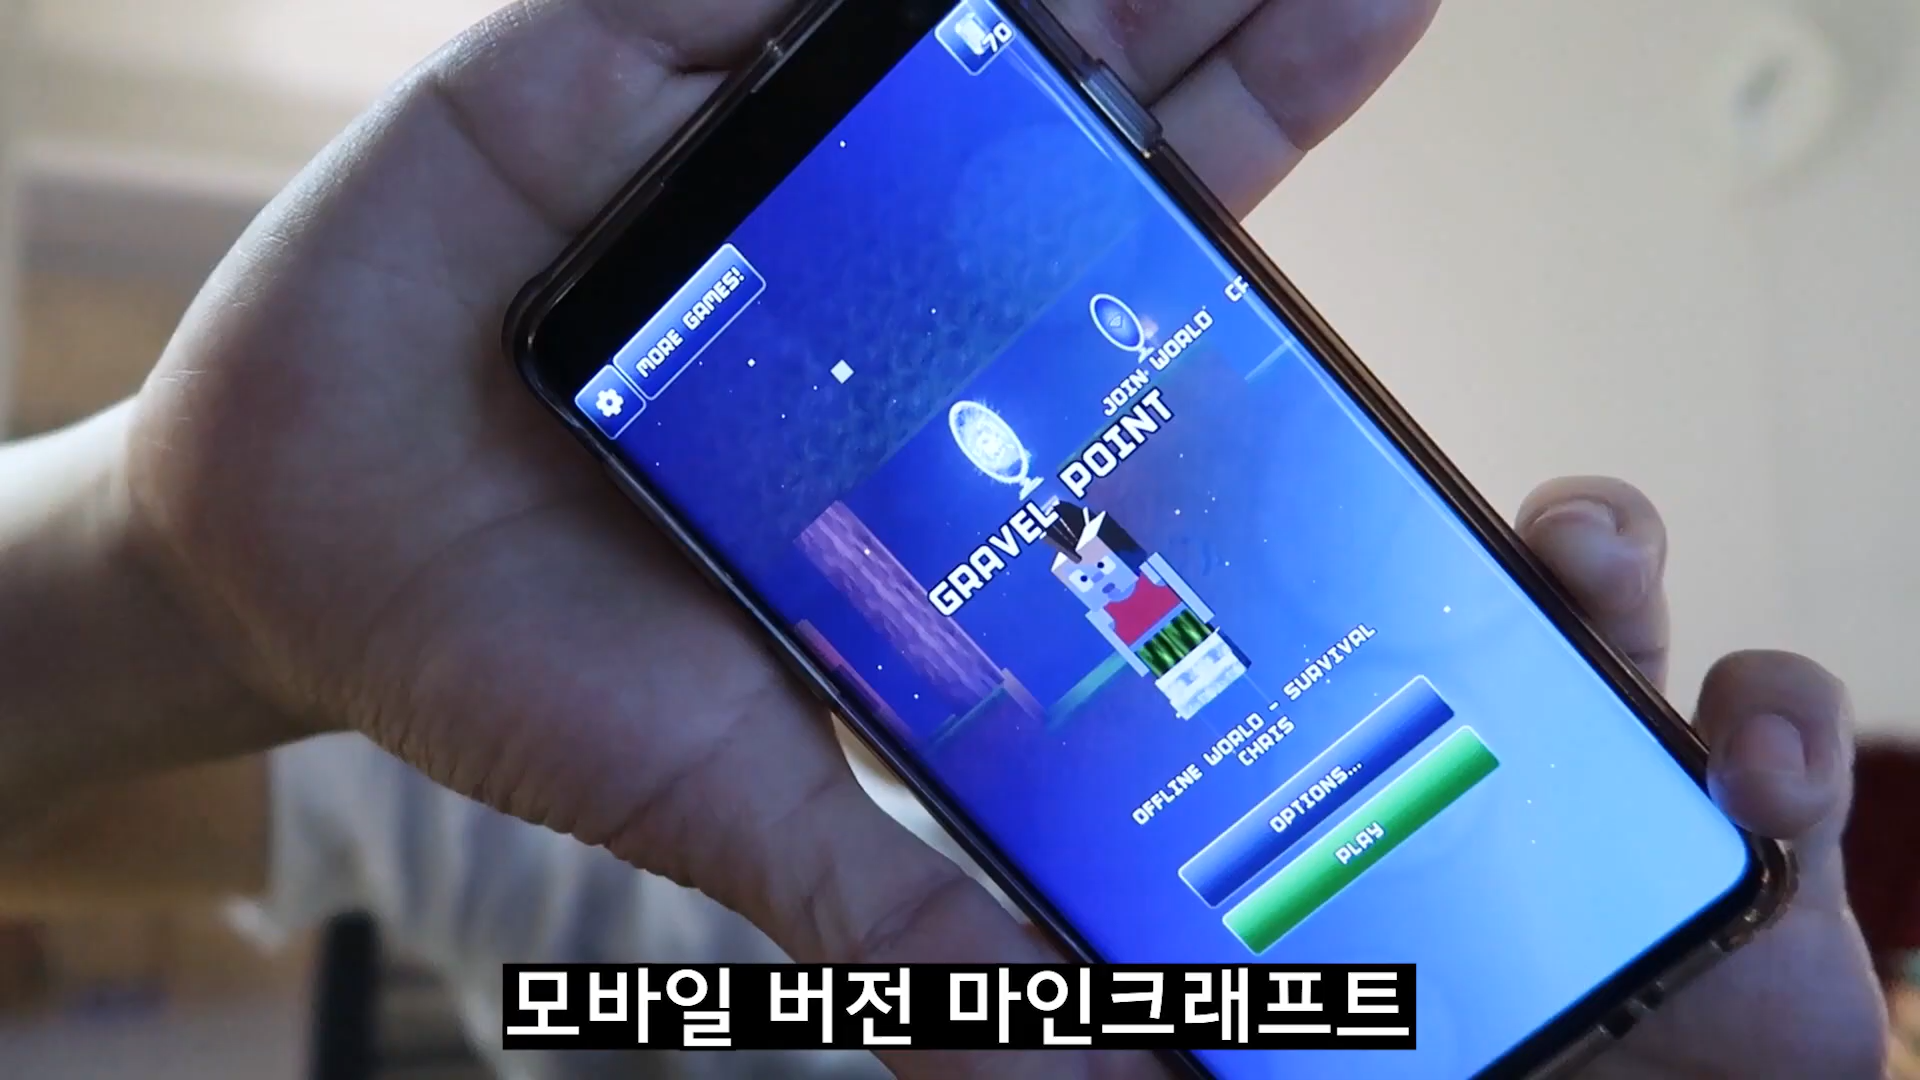 70
MORE GAMES!
CR
JOIN WORLD
GRAVEL POINT
OFFLINE WORLD - SURVIVAL
CHRIS
OPTIONS...
PLAY
모바일 버전 마인크래프트